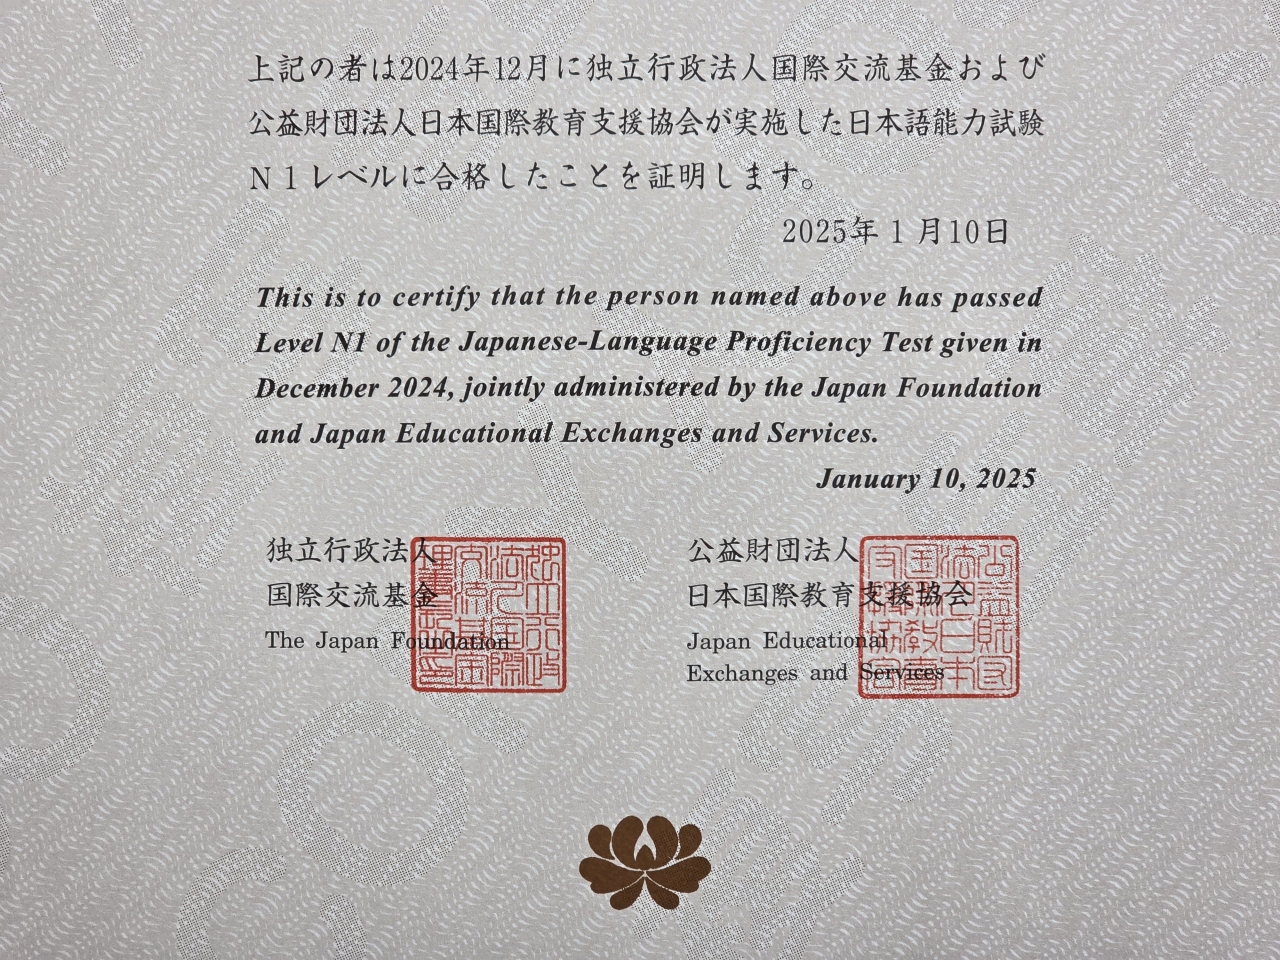 上記の者は2024年12月に独立行政法人国際交流基金および
公益財団法人日本国際教育支援協会が実施した日本語能力試験
N１レベルに合格したことを証明します。
2025年１月10日
This is to certify that the person named above has passed
Level N1 of the Japanese-Language Proficiency Test given in
December 2024, jointly administered by the Japan Foundation
and Japan Educational Exchanges and Services.
January 10, 2025
独立行政法人
国際交流基金
The Japan Foundation
公益財団法人
日本国際教育支援協会
Japan Educational
Exchanges and Services